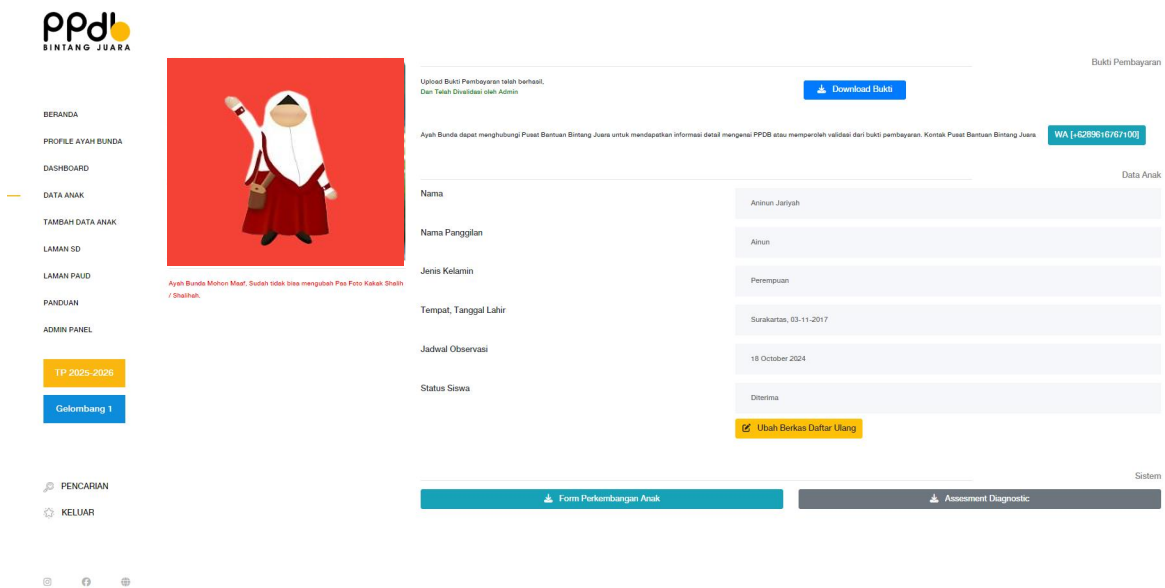 PPdb
BINTANG JUARA
BERANDA
PROFILE AYAH BUNDA
DASHBOARD
DATA ANAK
TAMBAH DATA ANAK
LAMAN SD
LAMAN PAUD
PANDUAN
ADMIN PANEL
TP 2025-2026
Gelombang 1
PENCARIAN
KELUAR
Ayah Bunda Mohon Maaf, Sudah tidak bisa mengubah Pas Foto Kakak Shalih
/ Shalihah.
Bukti Pembayaran
Upload Bukti Pembayaran telah berhasil.
Dan Telah Divalidasi oleh Admin
Download Bukti
Ayah Bunda dapat menghubungi Pusat Bantuan Bintang Juara untuk mendapatkan informasi detail mengenai PPDB atau memperoleh validasi dari bukti pembayaran. Kontak Pusat Bantuan Bintang Juara
WA [+6289616767100]
Data Anak
Nama
Aninun Jariyah
Nama Panggilan
Ainun
Jenis Kelamin
Perempuan
Tempat, Tanggal Lahir
Surakartas, 03-11-2017
Jadwal Observasi
18 October 2024
Status Siswa
Diterima
Ubah Berkas Daftar Ulang
Sistem
Form Perkembangan Anak
Assesment Diagnostic